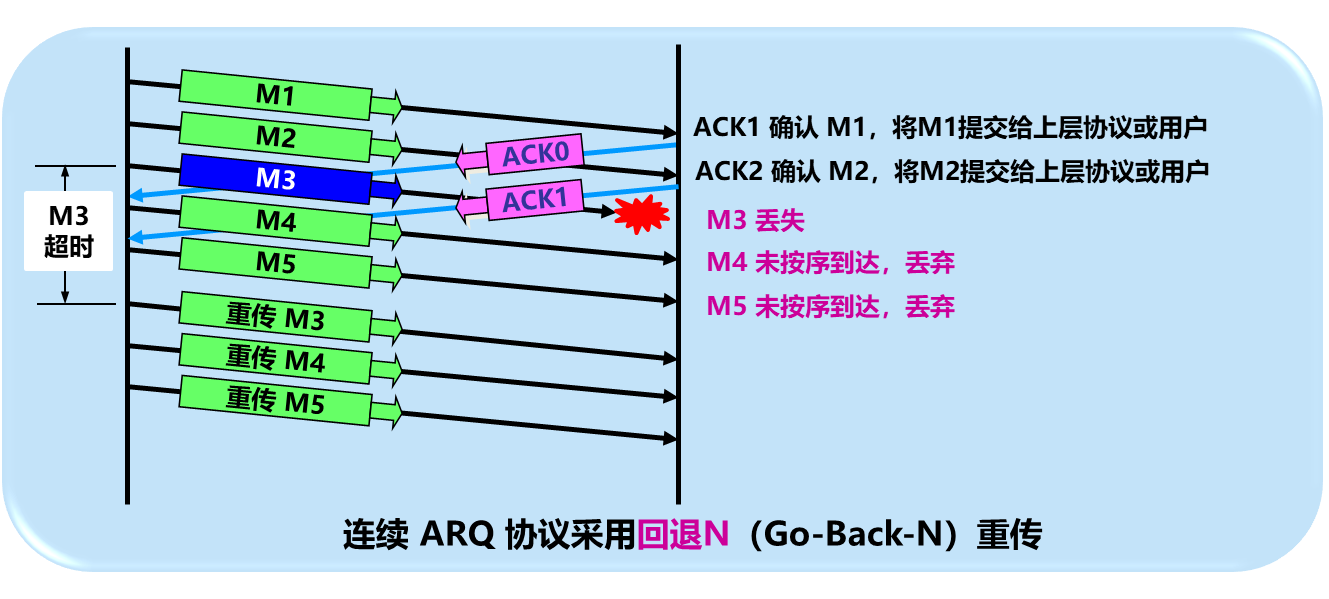 M1
ACK1 确认 M1，将M1提交给上层协议或用户
M2
ACK0
ACK2 确认 M2，将M2提交给上层协议或用户
M3
ACK1
M3
超时
M3 丢失
M4
M4 未按序到达，丢弃
M5
M5 未按序到达，丢弃
重传 M3
重传 M4
重传 M5
连续 ARQ 协议采用回退N（Go-Back-N）重传